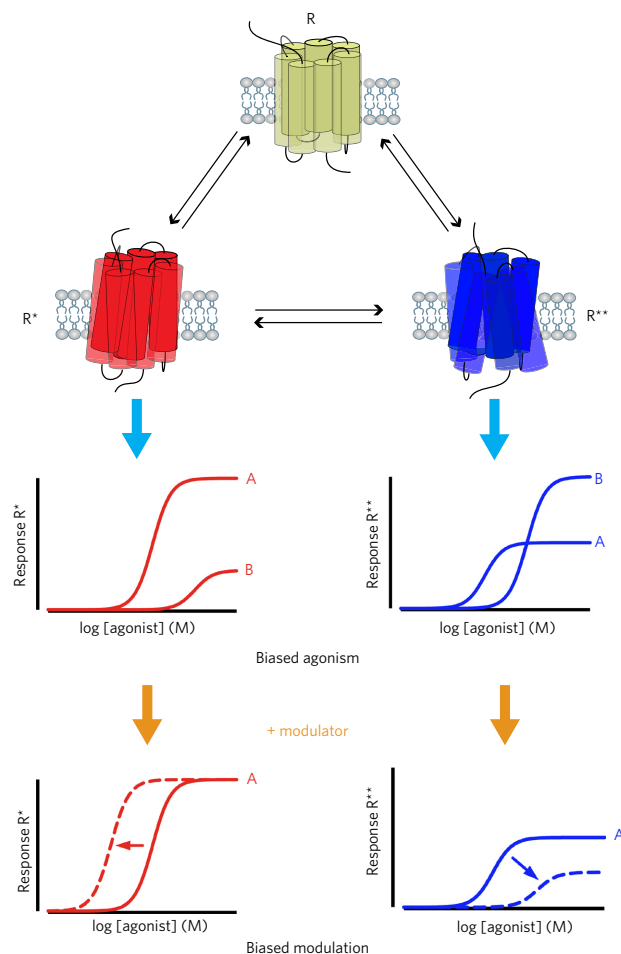 R
R*
R**
Response R*
A
B
log [agonist] (M)
Response R**
B
A
log [agonist] (M)
Biased agonism
+ modulator
Response R*
A
log [agonist] (M)
Response R**
A
log [agonist] (M)
Biased modulation